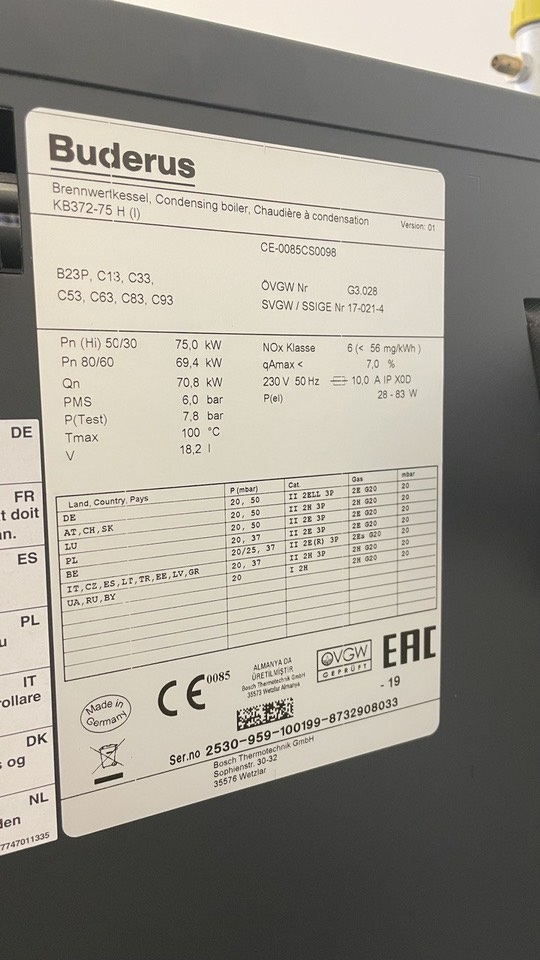 Buderus
Brennwertkessel, Condensing boiler, Chaudière à condensation
KB372-75 H (I)
Version: 01
CE-0085CS0098
B23P, C13, C33,
C53, C63, C83, C93
ÖVGW Nr G3.028
SVGW / SSIGE Nr 17-021-4
Pn (Hi) 50/30 75,0 kW
Pn 80/60 69,4 kW
Qn 70,8 kW
PMS 6,0 bar
P(Test) 7,8 bar
Tmax 100 °C
V 18,2 l
NOx Klasse 6 (< 56 mg/kWh )
qAmax < 7,0 %
230 V 50 Hz 10,0 A IP X0D
P(el) 28 - 83 W
Land, Country, Pays P (mbar) Cat. Gas mbar
DE 20, 50 II 2ELL 3P 2E G20 20
AT,CH,SK 20, 50 II 2H 3P 2H G20 20
LU 20, 50 II 2E 3P 2E G20 20
PL 20, 37 II 2E 3P 2E G20 20
BE 20/25, 37 II 2E(R) 3P 2Es G20 20
IT,CZ,ES,LT,TR,EE,LV,GR 20, 37 II 2H 3P 2H G20 20
UA,RU,BY 20 I 2H 2H G20 20
Made in
Germany
CE 0085
ALMANYA DA
ÜRETILMIŞTIR
Bosch Thermotechnik GmbH
35573 Wetzlar Almanya
ÖVGW
GEPRÜFT
EAC
- 19
Ser.no 2530-959-100199-8732908033
Bosch Thermotechnik GmbH
Sophienstr. 30-32
35576 Wetzlar
DE
FR
t doit
n.
ES
PL
u
IT
rollare
DK
s og
NL
den
7747011335